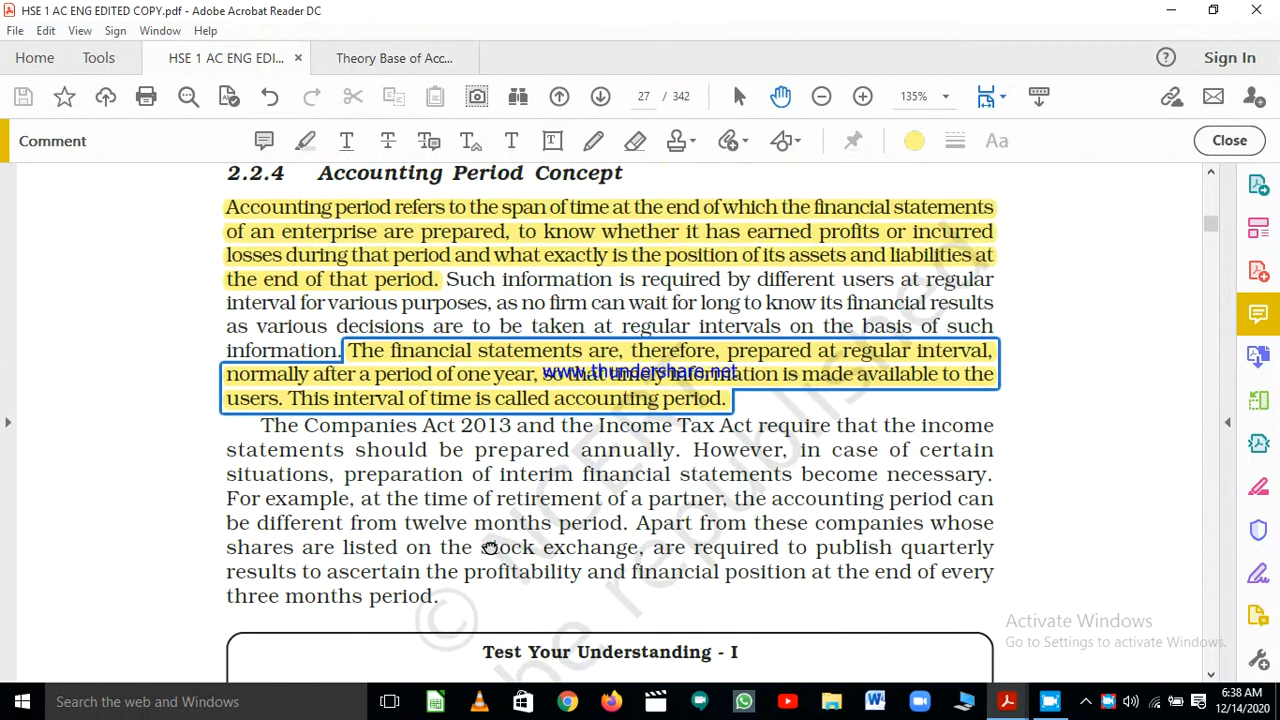 HSE 1 AC ENG EDITED COPY.pdf - Adobe Acrobat Reader DC
File Edit View Sign Window Help
Home Tools HSE 1 AC ENG EDI... × Theory Base of Acc... ? Sign In
27 / 342 135%
Comment T T T T T Aa Close
2.2.4 Accounting Period Concept
Accounting period refers to the span of time at the end of which the financial statements
of an enterprise are prepared, to know whether it has earned profits or incurred
losses during that period and what exactly is the position of its assets and liabilities at
the end of that period. Such information is required by different users at regular
interval for various purposes, as no firm can wait for long to know its financial results
as various decisions are to be taken at regular intervals on the basis of such
information. The financial statements are, therefore, prepared at regular interval,
normally after a period of one year, so that timely information is made available to the
www.thundershare.net
users. This interval of time is called accounting period.
The Companies Act 2013 and the Income Tax Act require that the income
statements should be prepared annually. However, in case of certain
situations, preparation of interim financial statements become necessary.
For example, at the time of retirement of a partner, the accounting period can
be different from twelve months period. Apart from these companies whose
shares are listed on the stock exchange, are required to publish quarterly
results to ascertain the profitability and financial position at the end of every
three months period.
© NCERT
be republished
Test Your Understanding - I
Activate Windows
Go to Settings to activate Windows.
Search the web and Windows
6:38 AM
12/14/2020